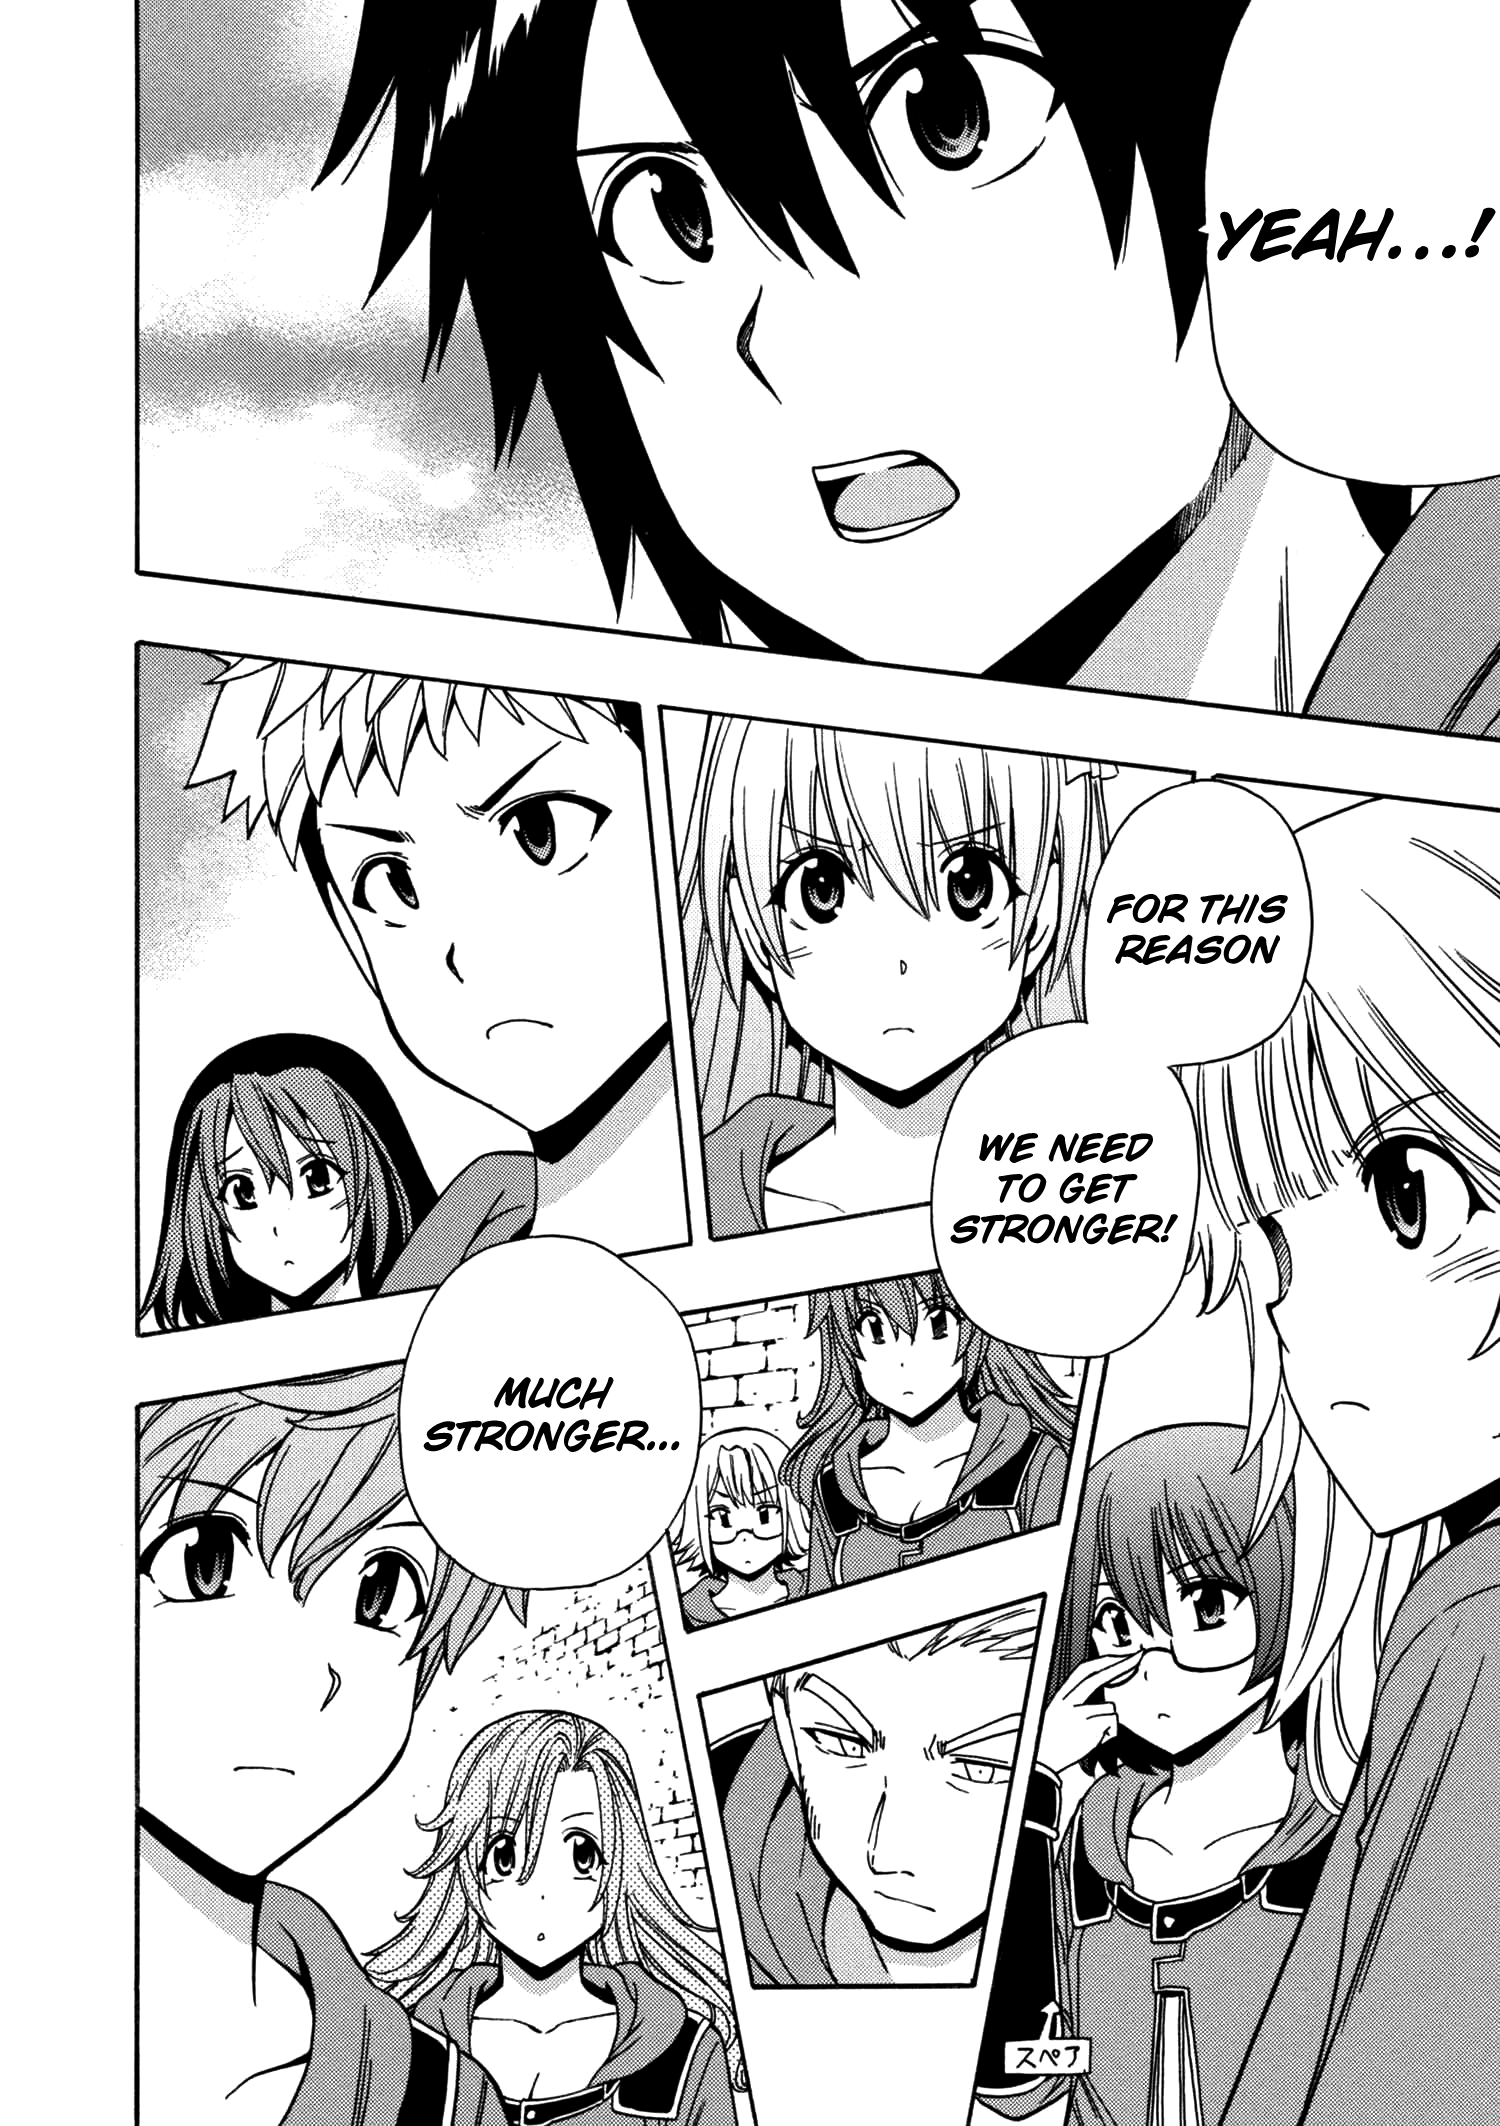 YEAH...!
FOR THIS
REASON
WE NEED
TO GET
STRONGER!
MUCH
STRONGER...
スペア